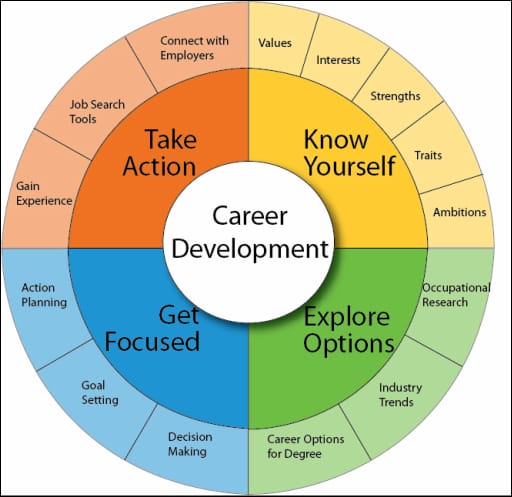 Career
Development
Know
Yourself
Values
Interests
Strengths
Traits
Ambitions
Explore
Options
Occupational
Research
Industry
Trends
Career Options
for Degree
Get
Focused
Decision
Making
Goal
Setting
Action
Planning
Take
Action
Gain
Experience
Job Search
Tools
Connect with
Employers